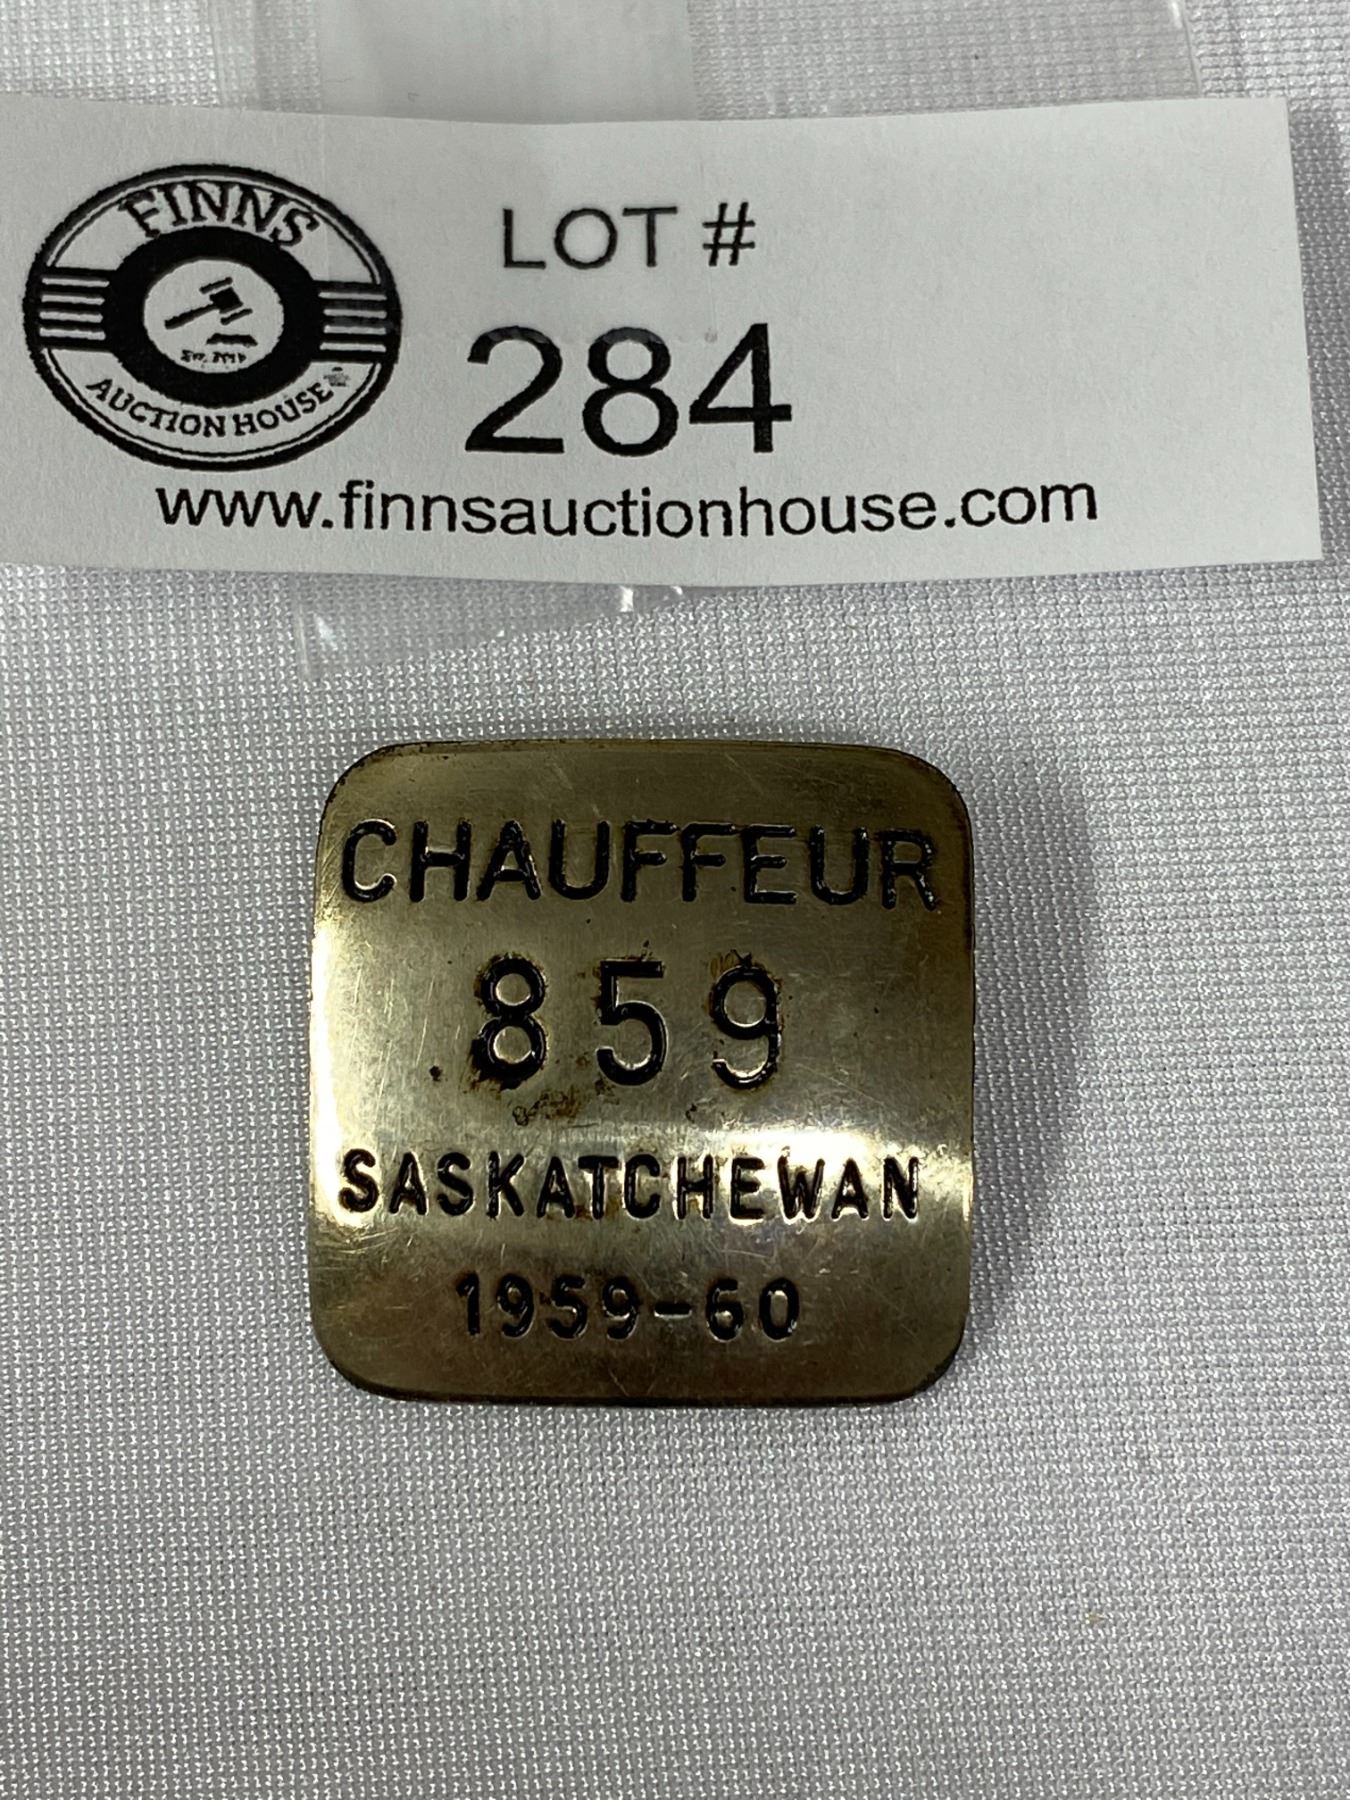 FINNS
AUCTION HOUSE
LOT #
284
www.finnsauctionhouse.com
CHAUFFEUR
859
SASKATCHEWAN
1959-60